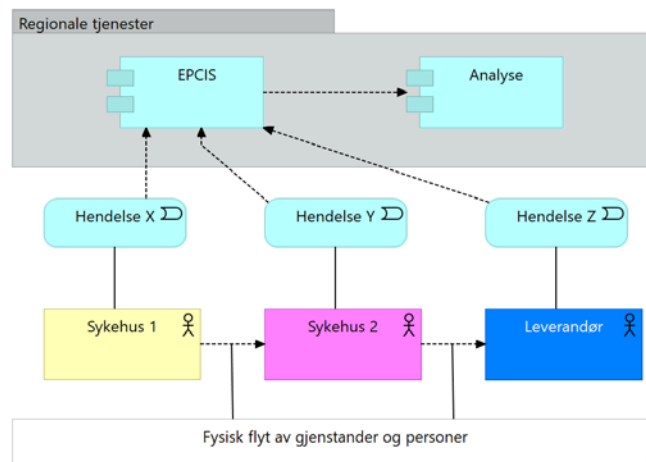 Regionale tjenester
EPCIS
Analyse
Hendelse X
Hendelse Y
Hendelse Z
Sykehus 1
Sykehus 2
Leverandør
Fysisk flyt av gjenstander og personer